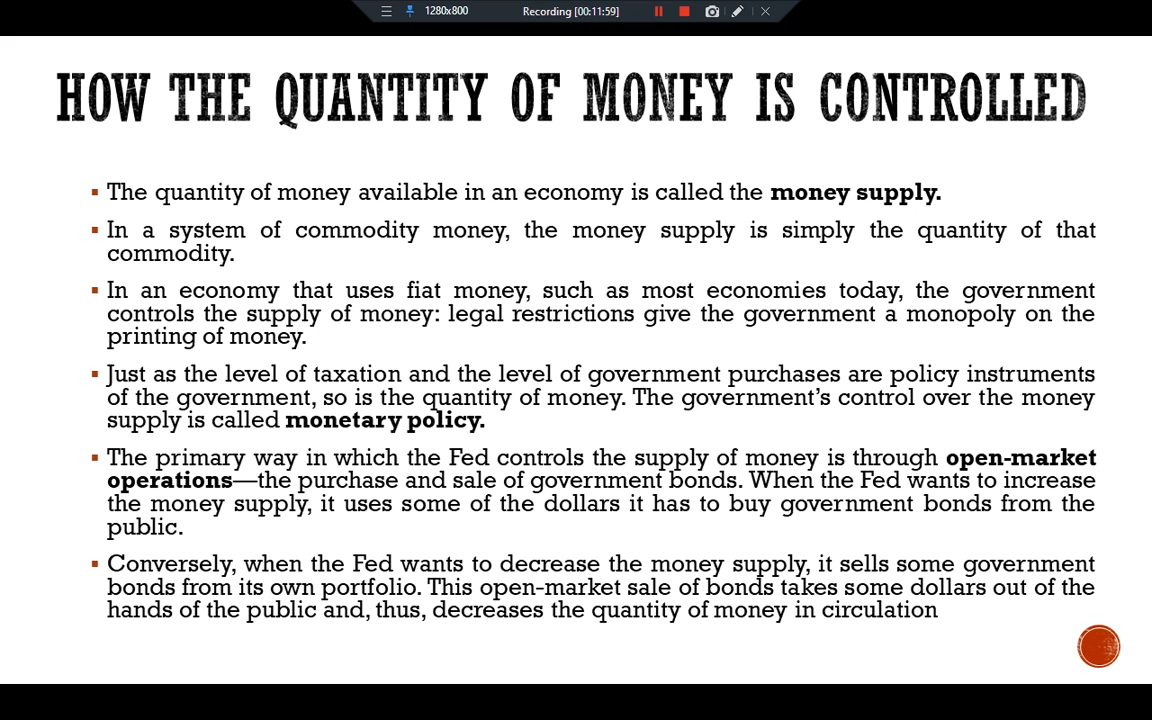 1280x800 Recording [00:11:59]
HOW THE QUANTITY OF MONEY IS CONTROLLED
▪ The quantity of money available in an economy is called the money supply.
▪ In a system of commodity money, the money supply is simply the quantity of that
commodity.
▪ In an economy that uses fiat money, such as most economies today, the government
controls the supply of money: legal restrictions give the government a monopoly on the
printing of money.
▪ Just as the level of taxation and the level of government purchases are policy instruments
of the government, so is the quantity of money. The government’s control over the money
supply is called monetary policy.
▪ The primary way in which the Fed controls the supply of money is through open-market
operations—the purchase and sale of government bonds. When the Fed wants to increase
the money supply, it uses some of the dollars it has to buy government bonds from the
public.
▪ Conversely, when the Fed wants to decrease the money supply, it sells some government
bonds from its own portfolio. This open-market sale of bonds takes some dollars out of the
hands of the public and, thus, decreases the quantity of money in circulation